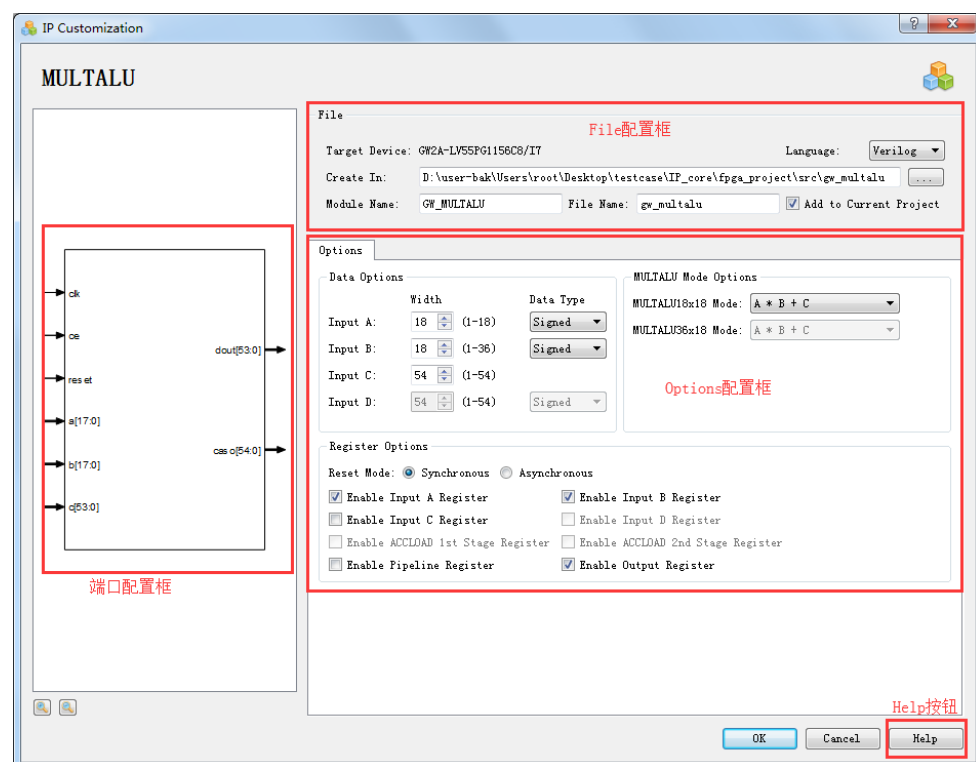 IP Customization
MULTALU
File
File配置框
Target Device: GW2A-LV55PG1156C8/I7 Language: Verilog
Create In: D:\user-bak\Users\root\Desktop\testcase\IP_core\fpga_project\src\gw_multalu ...
Module Name: GW_MULTALU File Name: gw_multalu Add to Current Project
Options
Data Options
Width Data Type
Input A: 18 (1-18) Signed
Input B: 18 (1-36) Signed
Input C: 54 (1-54)
Input D: 54 (1-54) Signed
MULTALU Mode Options
MULTALU18x18 Mode: A * B + C
MULTALU36x18 Mode: A * B + C
Options配置框
Register Options
Reset Mode: Synchronous Asynchronous
Enable Input A Register Enable Input B Register
Enable Input C Register Enable Input D Register
Enable ACCLOAD 1st Stage Register Enable ACCLOAD 2nd Stage Register
Enable Pipeline Register Enable Output Register
clk
ce
dout[53:0]
reset
a[17:0]
caso[54:0]
b[17:0]
c[53:0]
端口配置框
Help按钮
OK Cancel Help